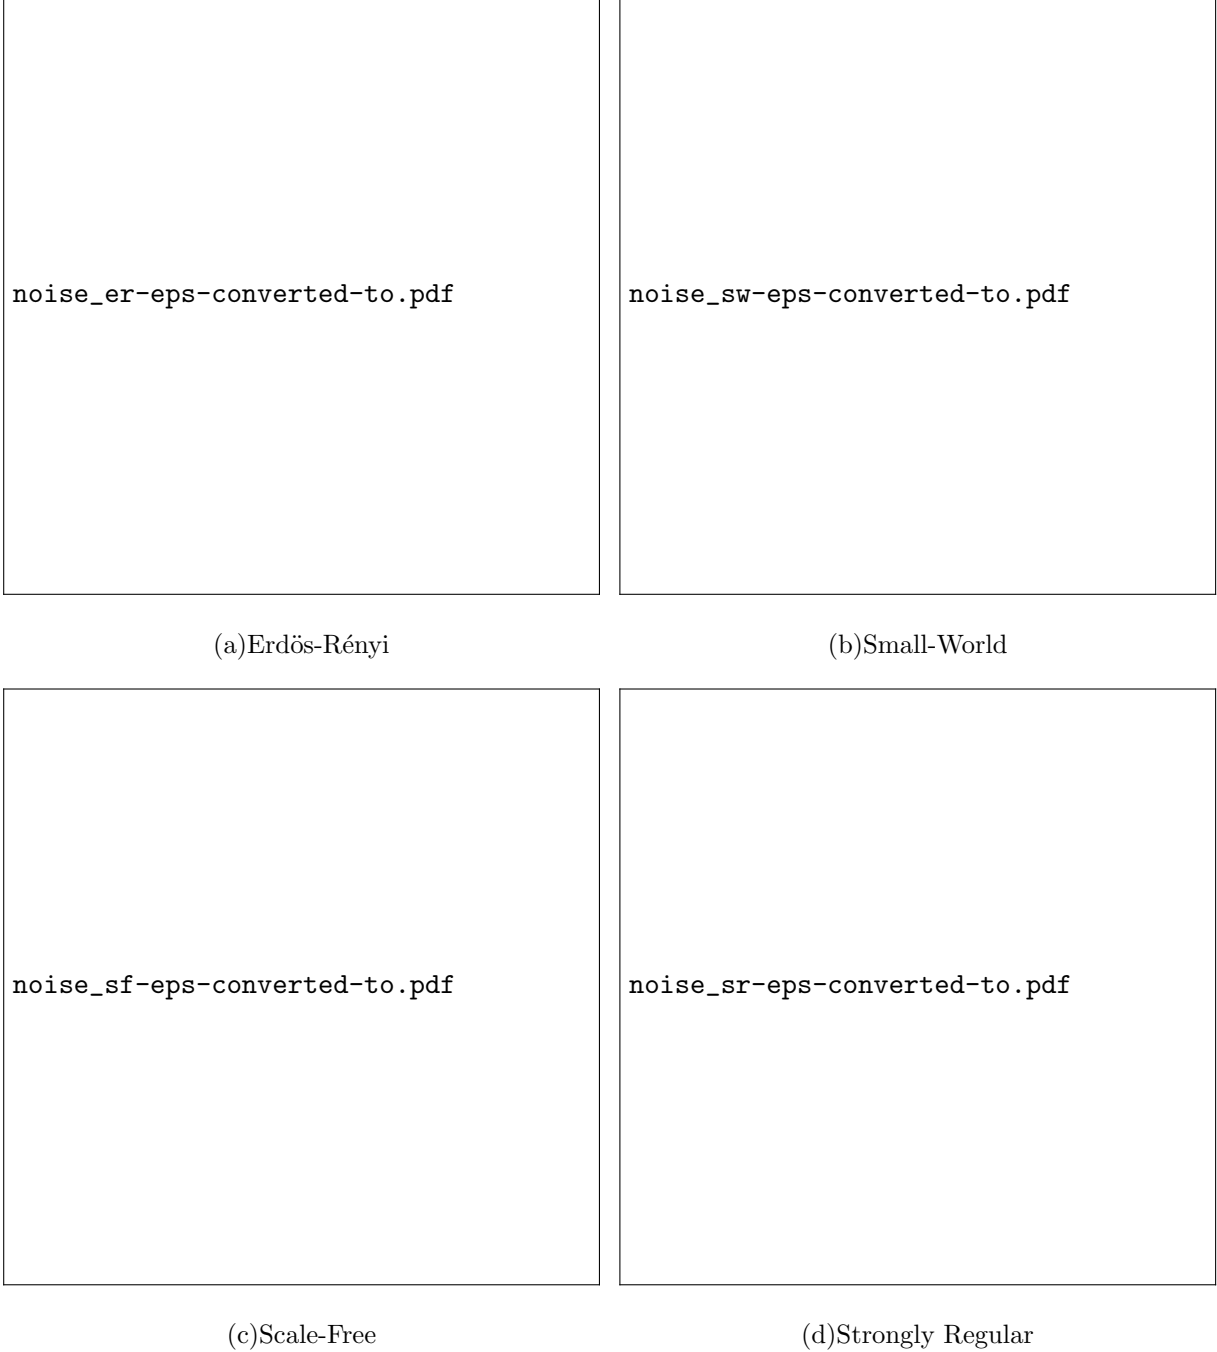 noise_er-eps-converted-to.pdf
noise_sw-eps-converted-to.pdf
(a)Erdös-Rényi
(b)Small-World
noise_sf-eps-converted-to.pdf
noise_sr-eps-converted-to.pdf
(c)Scale-Free
(d)Strongly Regular